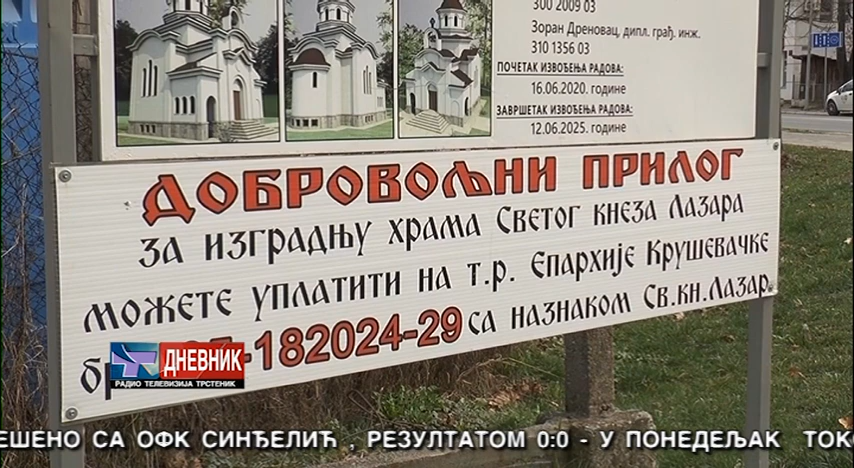 300 2009 03
Зоран Дреновац, дипл. грађ. инж.
310 1356 03
ПОЧЕТАК ИЗВОЂЕЊА РАДОВА:
16.06.2020. године
ЗАВРШЕТАК ИЗВОЂЕЊА РАДОВА:
12.06.2025. године
ДОБРОВОЉНИ ПРИЛОГ
ЗА ИЗГРАДЊУ ХРАМА СВЕТОГ КНЕЗА ЛАЗАРА
МОЖЕТЕ УПЛАТИТИ НА Т.Р. ЕПАРХИЈЕ КРУШЕВАЧКЕ
-182024-29 СА НАЗНАКОМ СВ.КН.ЛАЗАР
ДНЕВНИК
РАДИО ТЕЛЕВИЗИЈА ТРСТЕНИК
ЕШЕНО СА ОФК СИНЂЕЛИЋ , РЕЗУЛТАТОМ 0:0 - У ПОНЕДЕЉАК ТОК